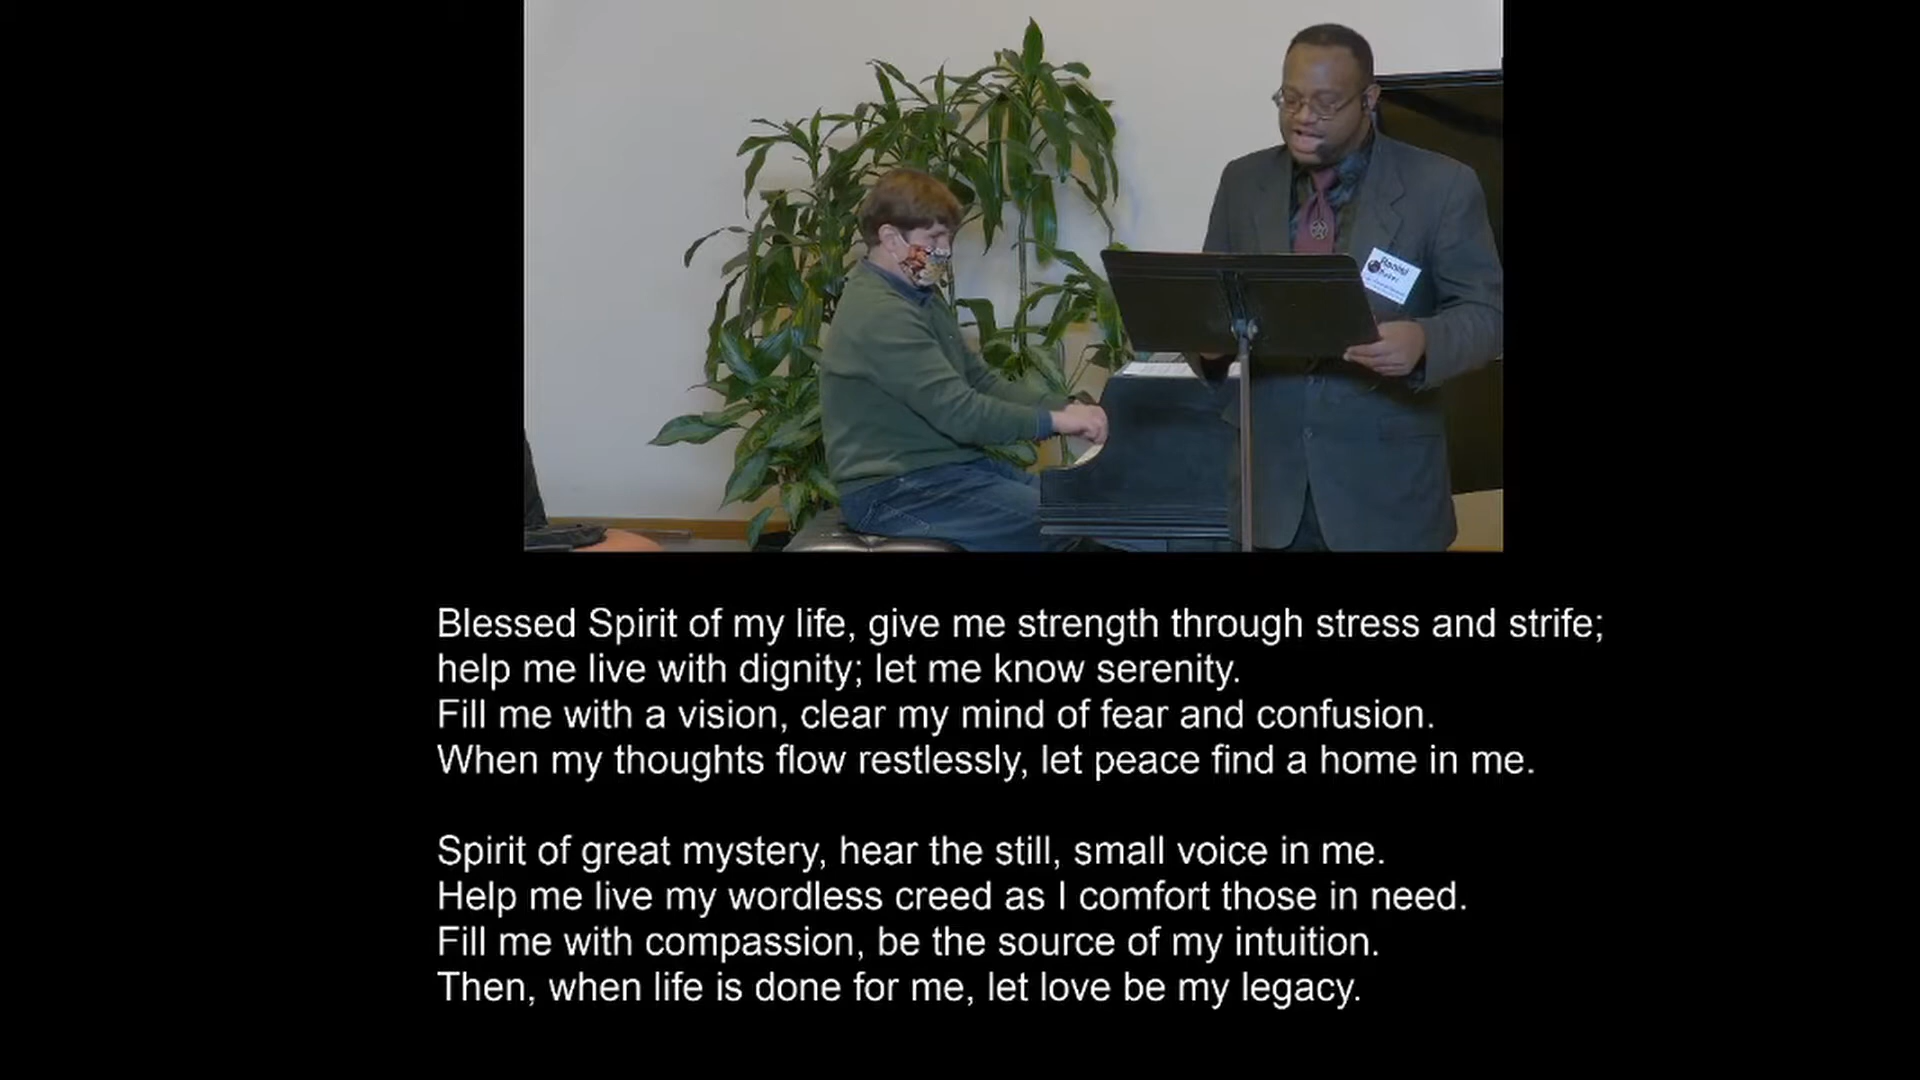 Blessed Spirit of my life, give me strength through stress and strife;
help me live with dignity; let me know serenity.
Fill me with a vision, clear my mind of fear and confusion.
When my thoughts flow restlessly, let peace find a home in me.
Spirit of great mystery, hear the still, small voice in me.
Help me live my wordless creed as I comfort those in need.
Fill me with compassion, be the source of my intuition.
Then, when life is done for me, let love be my legacy.